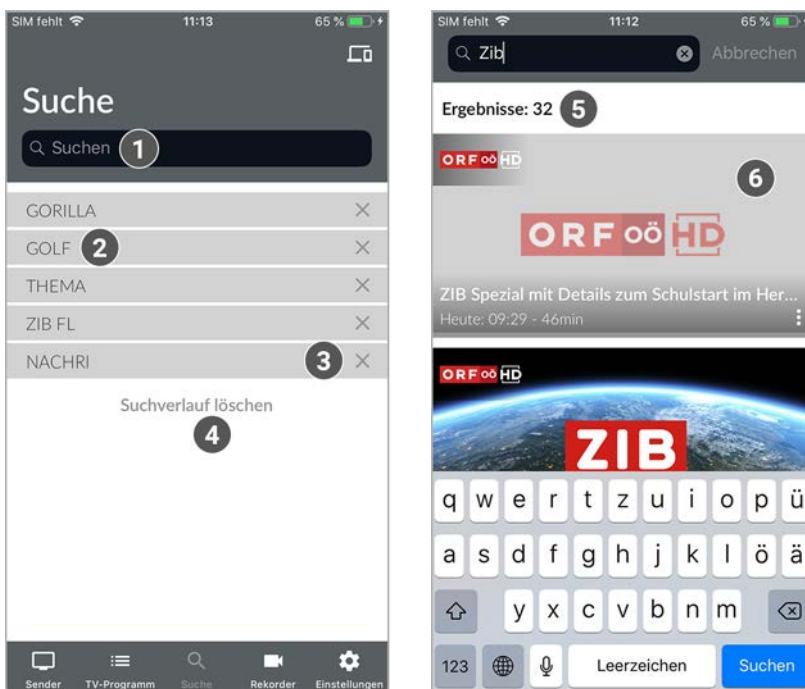 SIM fehlt 11:13 65 %
Suche
Suchen 1
GORILLA
GOLF 2
THEMA
ZIB FL
NACHRI 3
Suchverlauf löschen
4
Sender TV-Programm Suche Rekorder Einstellungen
SIM fehlt 11:12 65 %
Zib Abbrechen
Ergebnisse: 32 5
ORF oö HD
6
ORF oö HD
ZIB Spezial mit Details zum Schulstart im Her...
Heute: 09:29 - 46min
ORF oö HD
ZIB
q w e r t z u i o p ü
a s d f g h j k l ö ä
y x c v b n m
123 Leerzeichen Suchen